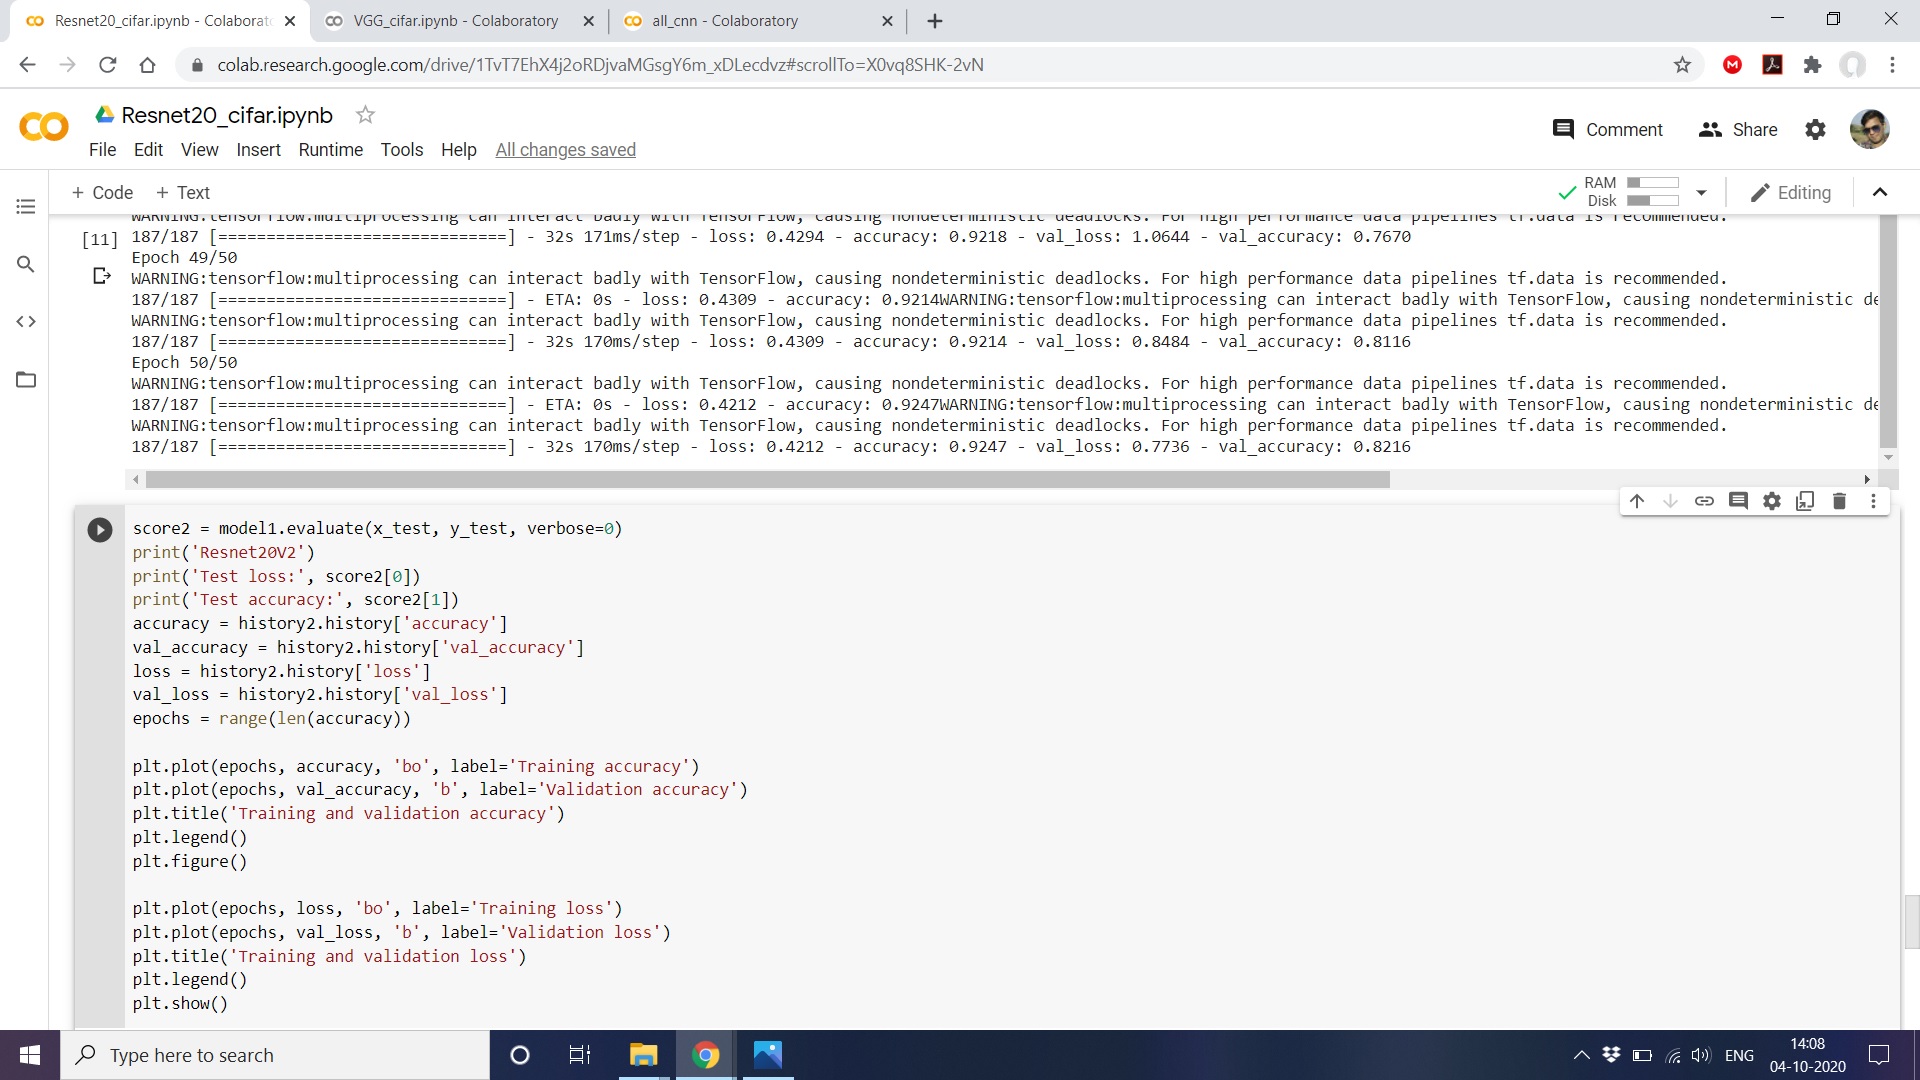 Resnet20_cifar.ipynb - Colaborat
VGG_cifar.ipynb - Colaboratory
all_cnn - Colaboratory
colab.research.google.com/drive/1TvT7EhX4j2oRDjvaMGsgY6m_xDLecdvz#scrollTo=X0vq8SHK-2vN
Resnet20_cifar.ipynb
Comment
Share
File Edit View Insert Runtime Tools Help All changes saved
+ Code + Text
RAM
Disk
Editing
WARNING:tensorflow:multiprocessing can interact badly with TensorFlow, causing nondeterministic deadlocks. For high performance data pipelines tf.data is recommended.
[11] 187/187 [==============================] - 32s 171ms/step - loss: 0.4294 - accuracy: 0.9218 - val_loss: 1.0644 - val_accuracy: 0.7670
Epoch 49/50
WARNING:tensorflow:multiprocessing can interact badly with TensorFlow, causing nondeterministic deadlocks. For high performance data pipelines tf.data is recommended.
187/187 [==============================] - ETA: 0s - loss: 0.4309 - accuracy: 0.9214WARNING:tensorflow:multiprocessing can interact badly with TensorFlow, causing nondeterministic de
WARNING:tensorflow:multiprocessing can interact badly with TensorFlow, causing nondeterministic deadlocks. For high performance data pipelines tf.data is recommended.
187/187 [==============================] - 32s 170ms/step - loss: 0.4309 - accuracy: 0.9214 - val_loss: 0.8484 - val_accuracy: 0.8116
Epoch 50/50
WARNING:tensorflow:multiprocessing can interact badly with TensorFlow, causing nondeterministic deadlocks. For high performance data pipelines tf.data is recommended.
187/187 [==============================] - ETA: 0s - loss: 0.4212 - accuracy: 0.9247WARNING:tensorflow:multiprocessing can interact badly with TensorFlow, causing nondeterministic de
WARNING:tensorflow:multiprocessing can interact badly with TensorFlow, causing nondeterministic deadlocks. For high performance data pipelines tf.data is recommended.
187/187 [==============================] - 32s 170ms/step - loss: 0.4212 - accuracy: 0.9247 - val_loss: 0.7736 - val_accuracy: 0.8216
score2 = model1.evaluate(x_test, y_test, verbose=0)
print('Resnet20V2')
print('Test loss:', score2[0])
print('Test accuracy:', score2[1])
accuracy = history2.history['accuracy']
val_accuracy = history2.history['val_accuracy']
loss = history2.history['loss']
val_loss = history2.history['val_loss']
epochs = range(len(accuracy))
plt.plot(epochs, accuracy, 'bo', label='Training accuracy')
plt.plot(epochs, val_accuracy, 'b', label='Validation accuracy')
plt.title('Training and validation accuracy')
plt.legend()
plt.figure()
plt.plot(epochs, loss, 'bo', label='Training loss')
plt.plot(epochs, val_loss, 'b', label='Validation loss')
plt.title('Training and validation loss')
plt.legend()
plt.show()
Type here to search
ENG
14:08
04-10-2020